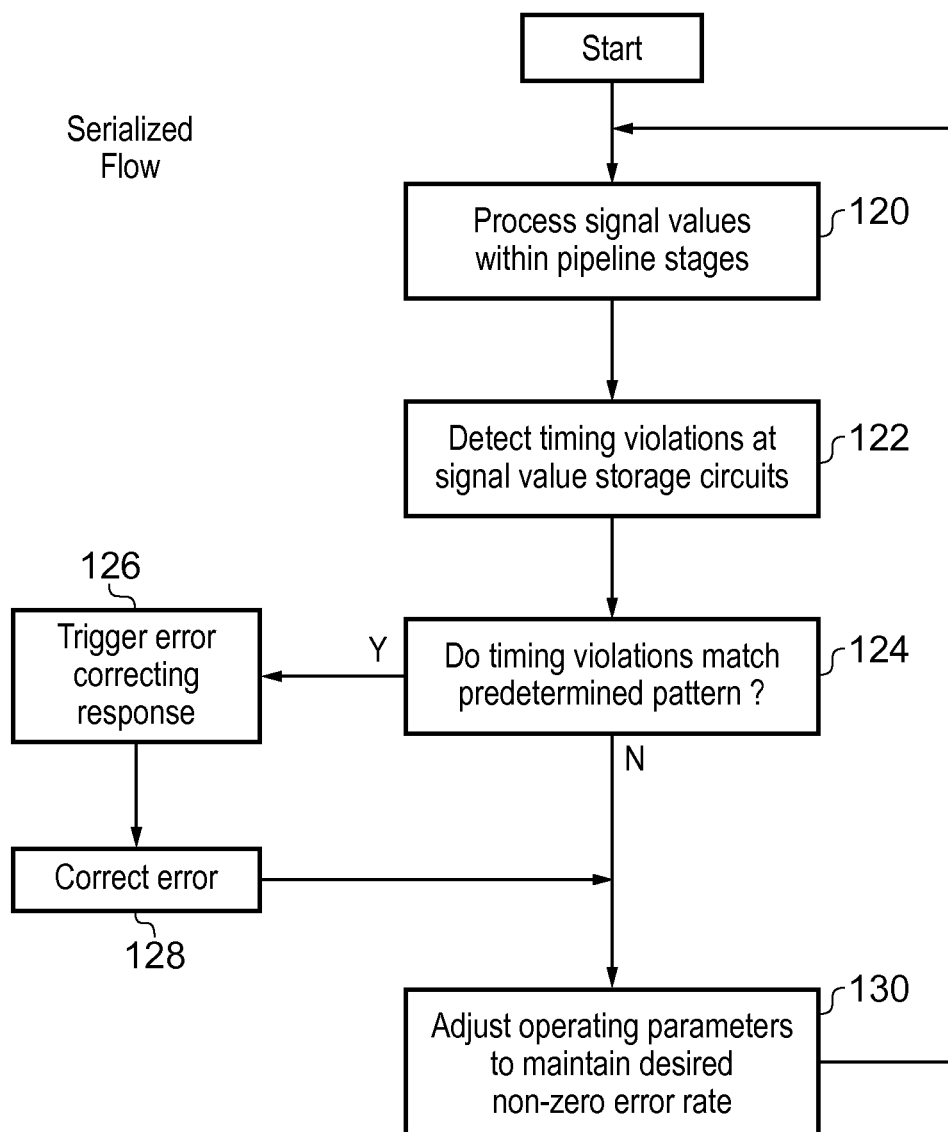 Start
Serialized
Flow
Process signal values
within pipeline stages
120
Detect timing violations at
signal value storage circuits
122
Do timing violations match
predetermined pattern ?
124
Y
N
126
Trigger error
correcting
response
Correct error
128
Adjust operating parameters
to maintain desired
non-zero error rate
130